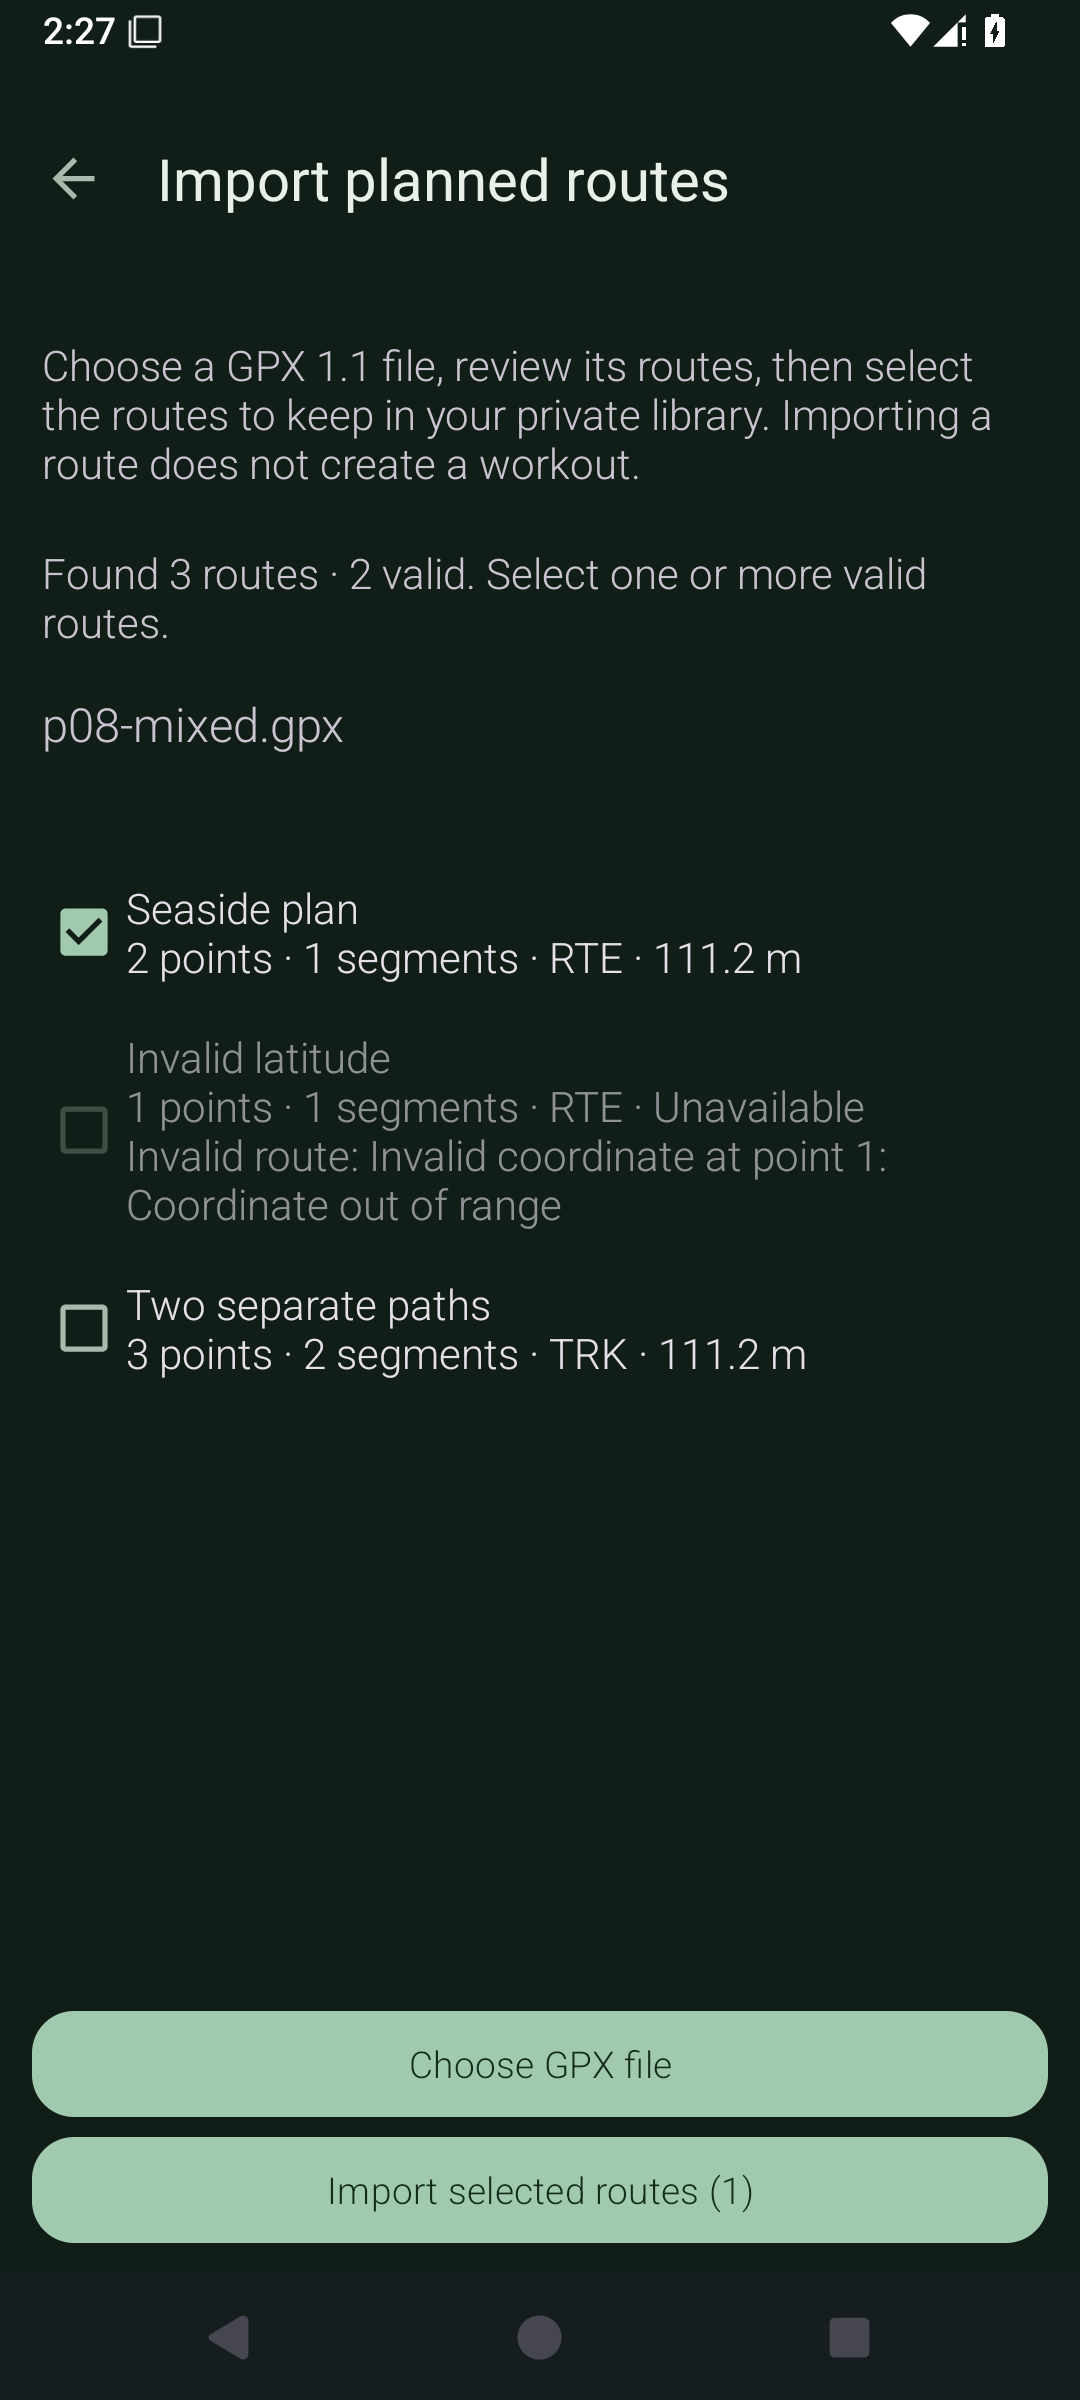 2:27
Import planned routes
Choose a GPX 1.1 file, review its routes, then select
the routes to keep in your private library. Importing a
route does not create a workout.
Found 3 routes · 2 valid. Select one or more valid
routes.
p08-mixed.gpx
Seaside plan
2 points · 1 segments · RTE · 111.2 m
Invalid latitude
1 points · 1 segments · RTE · Unavailable
Invalid route: Invalid coordinate at point 1:
Coordinate out of range
Two separate paths
3 points · 2 segments · TRK · 111.2 m
Choose GPX file
Import selected routes (1)